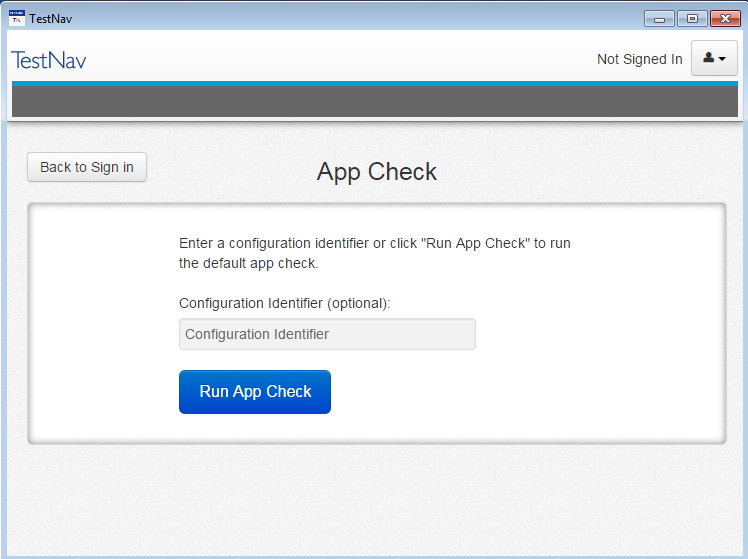 TestNav
TestNav
Not Signed In
Back to Sign in
App Check
Enter a configuration identifier or click "Run App Check" to run
the default app check.
Configuration Identifier (optional):
Configuration Identifier
Run App Check